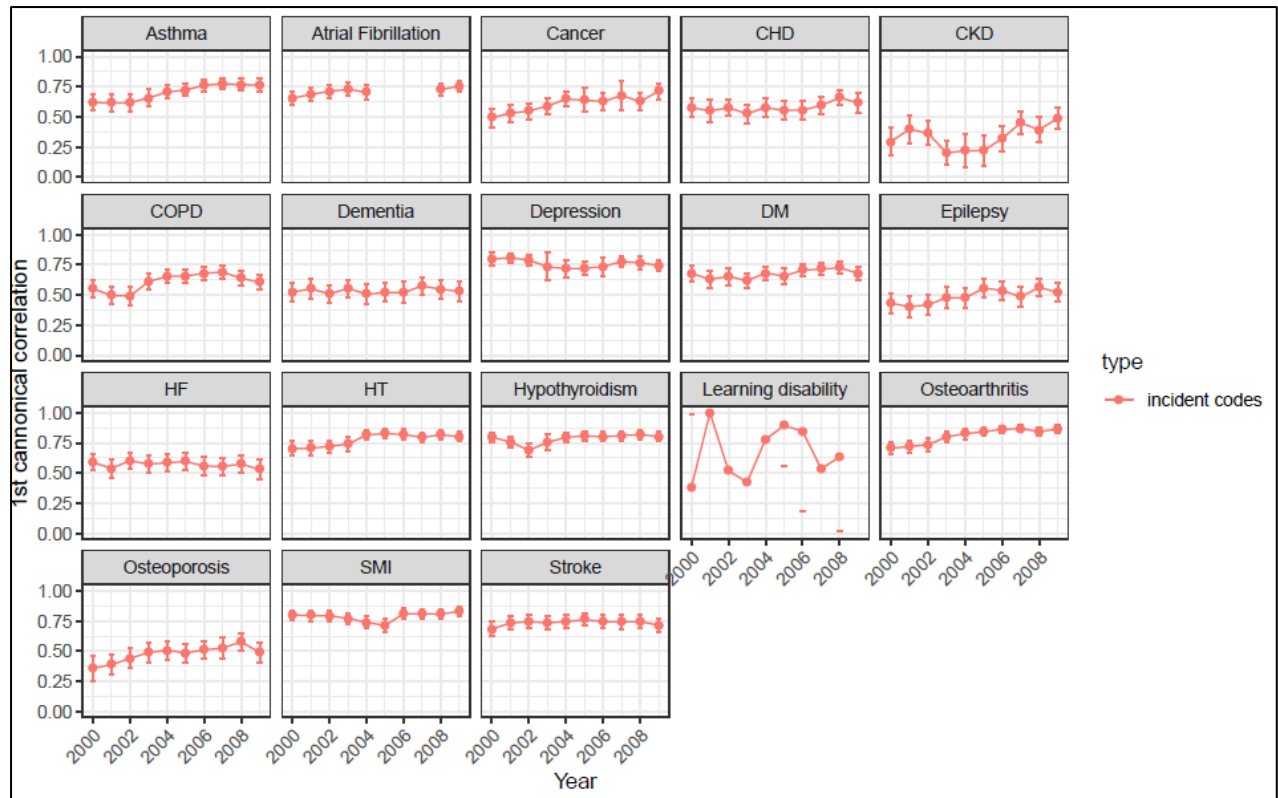 Asthma Atrial Fibrillation Cancer CHD CKD
1.00
0.75
0.50
0.25
0.00
COPD Dementia Depression DM Epilepsy
1.00
0.75
0.50
0.25
0.00
1st cannonical correlation
type
incident codes
HF HT Hypothyroidism Learning disability Osteoarthritis
1.00
0.75
0.50
0.25
0.00
2000 2002 2004 2006 2008 2000 2002 2004 2006 2008
Osteoporosis SMI Stroke
1.00
0.75
0.50
0.25
0.00
2000 2002 2004 2006 2008 2000 2002 2004 2006 2008 2000 2002 2004 2006 2008
Year